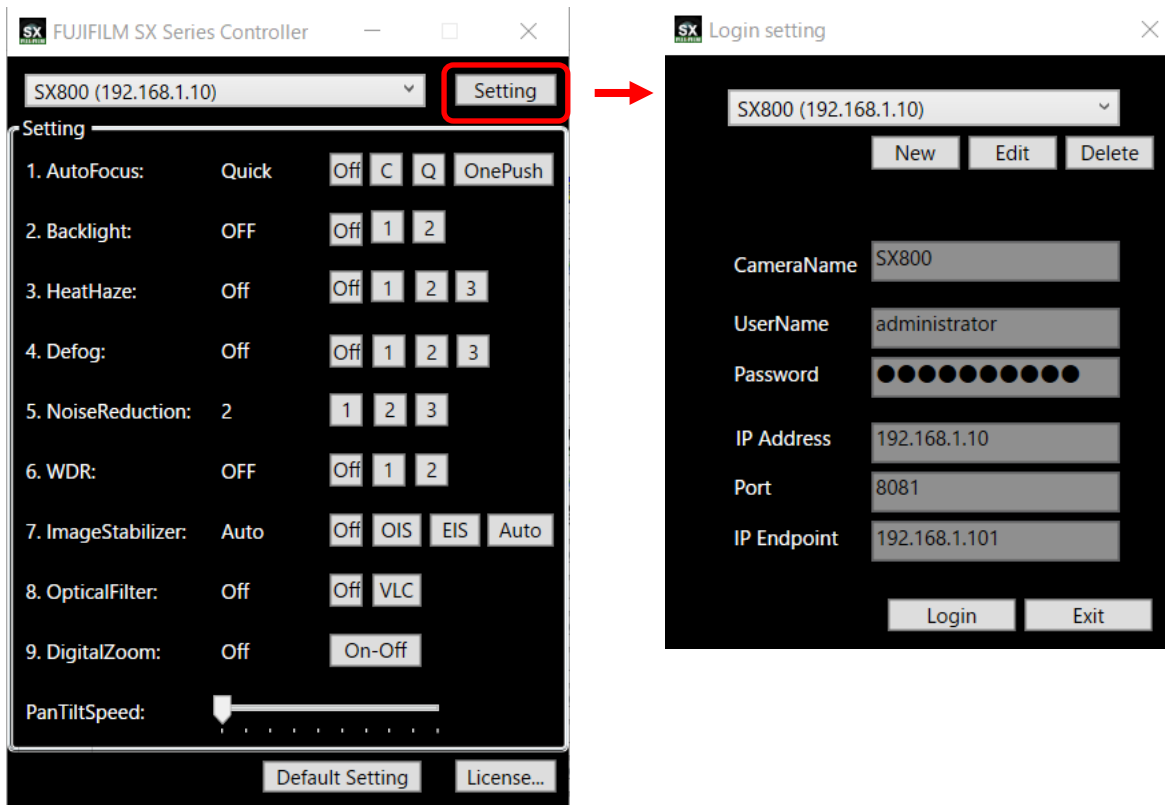 SX FUJIFILM SX Series Controller
SX800 (192.168.1.10) Setting
Setting
1. AutoFocus: Quick Off C Q OnePush
2. Backlight: OFF Off 1 2
3. HeatHaze: Off Off 1 2 3
4. Defog: Off Off 1 2 3
5. NoiseReduction: 2 1 2 3
6. WDR: OFF Off 1 2
7. ImageStabilizer: Auto Off OIS EIS Auto
8. OpticalFilter: Off Off VLC
9. DigitalZoom: Off On-Off
PanTiltSpeed:
Default Setting License...
SX Login setting
SX800 (192.168.1.10)
New Edit Delete
CameraName SX800
UserName administrator
Password ●●●●●●●●●●
IP Address 192.168.1.10
Port 8081
IP Endpoint 192.168.1.101
Login Exit